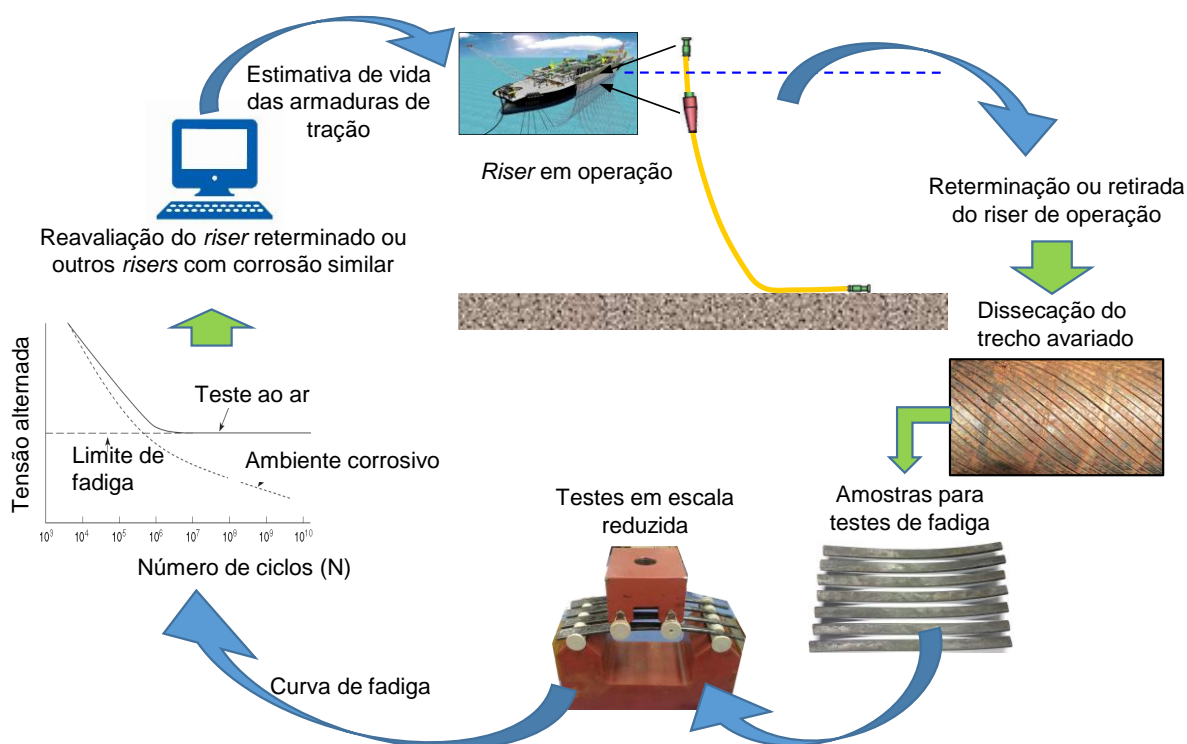 Estimativa de vida
das armaduras de
tração
Riser em operação
Reterminação ou retirada
do riser de operação
Dissecação do
trecho avariado
Amostras para
testes de fadiga
Testes em escala
reduzida
Curva de fadiga
Tensão alternada
Teste ao ar
Limite de
fadiga
Ambiente corrosivo
10³ 10⁴ 10⁵ 10⁶ 10⁷ 10⁸ 10⁹ 10¹⁰
Número de ciclos (N)
Reavaliação do riser reterminado ou
outros risers com corrosão similar